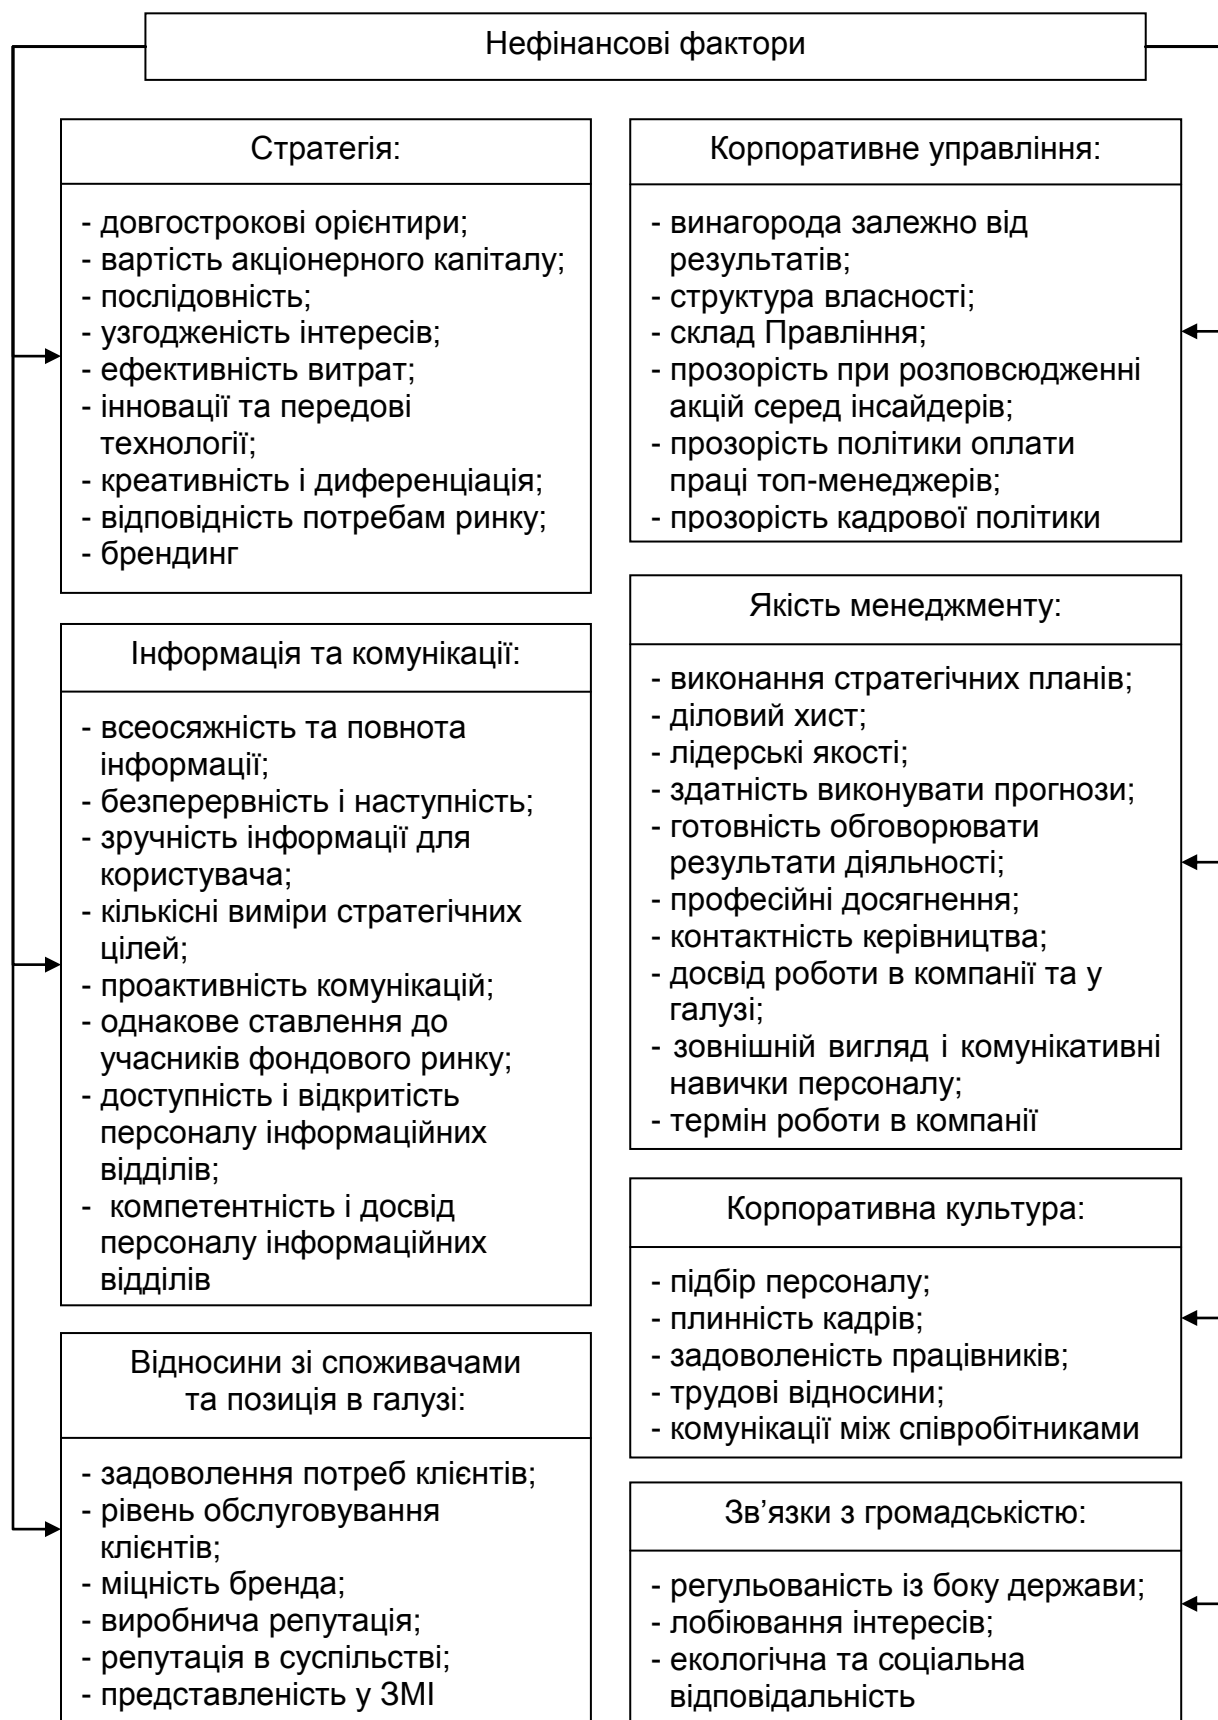 Нефінансові фактори
Стратегія:
- довгострокові орієнтири;
- вартість акціонерного капіталу;
- послідовність;
- узгодженість інтересів;
- ефективність витрат;
- інновації та передові
технології;
- креативність і диференціація;
- відповідність потребам ринку;
- брендинг
Інформація та комунікації:
- всеосяжність та повнота
інформації;
- безперервність і наступність;
- зручність інформації для
користувача;
- кількісні виміри стратегічних
цілей;
- проактивність комунікацій;
- однакове ставлення до
учасників фондового ринку;
- доступність і відкритість
персоналу інформаційних
відділів;
- компетентність і досвід
персоналу інформаційних
відділів
Відносини зі споживачами
та позиція в галузі:
- задоволення потреб клієнтів;
- рівень обслуговування
клієнтів;
- міцність бренда;
- виробнича репутація;
- репутація в суспільстві;
- представленість у ЗМІ
Корпоративне управління:
- винагорода залежно від
результатів;
- структура власності;
- склад Правління;
- прозорість при розповсюдженні
акцій серед інсайдерів;
- прозорість політики оплати
праці топ-менеджерів;
- прозорість кадрової політики
Якість менеджменту:
- виконання стратегічних планів;
- діловий хист;
- лідерські якості;
- здатність виконувати прогнози;
- готовність обговорювати
результати діяльності;
- професійні досягнення;
- контактність керівництва;
- досвід роботи в компанії та у
галузі;
- зовнішній вигляд і комунікативні
навички персоналу;
- термін роботи в компанії
Корпоративна культура:
- підбір персоналу;
- плинність кадрів;
- задоволеність працівників;
- трудові відносини;
- комунікації між співробітниками
Зв’язки з громадськістю:
- регульованість із боку держави;
- лобіювання інтересів;
- екологічна та соціальна
відповідальність